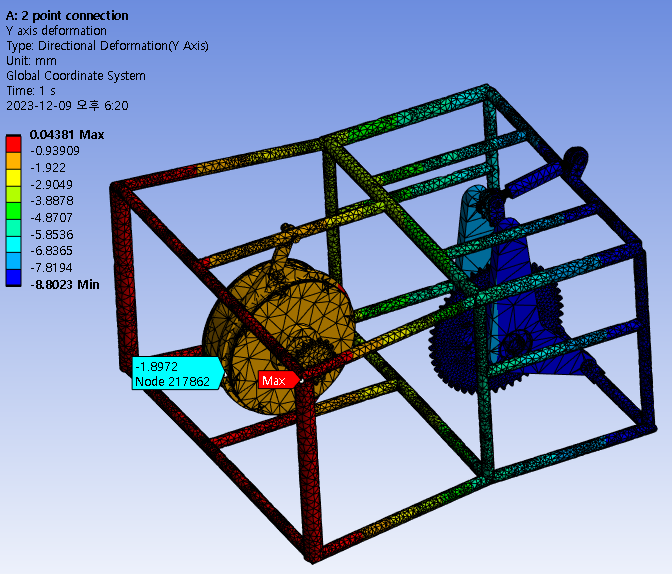 A: 2 point connection
Y axis deformation
Type: Directional Deformation(Y Axis)
Unit: mm
Global Coordinate System
Time: 1 s
2023-12-09 오후 6:20
0.04381 Max
-0.93909
-1.922
-2.9049
-3.8878
-4.8707
-5.8536
-6.8365
-7.8194
-8.8023 Min
-1.8972
Node 217862
Max